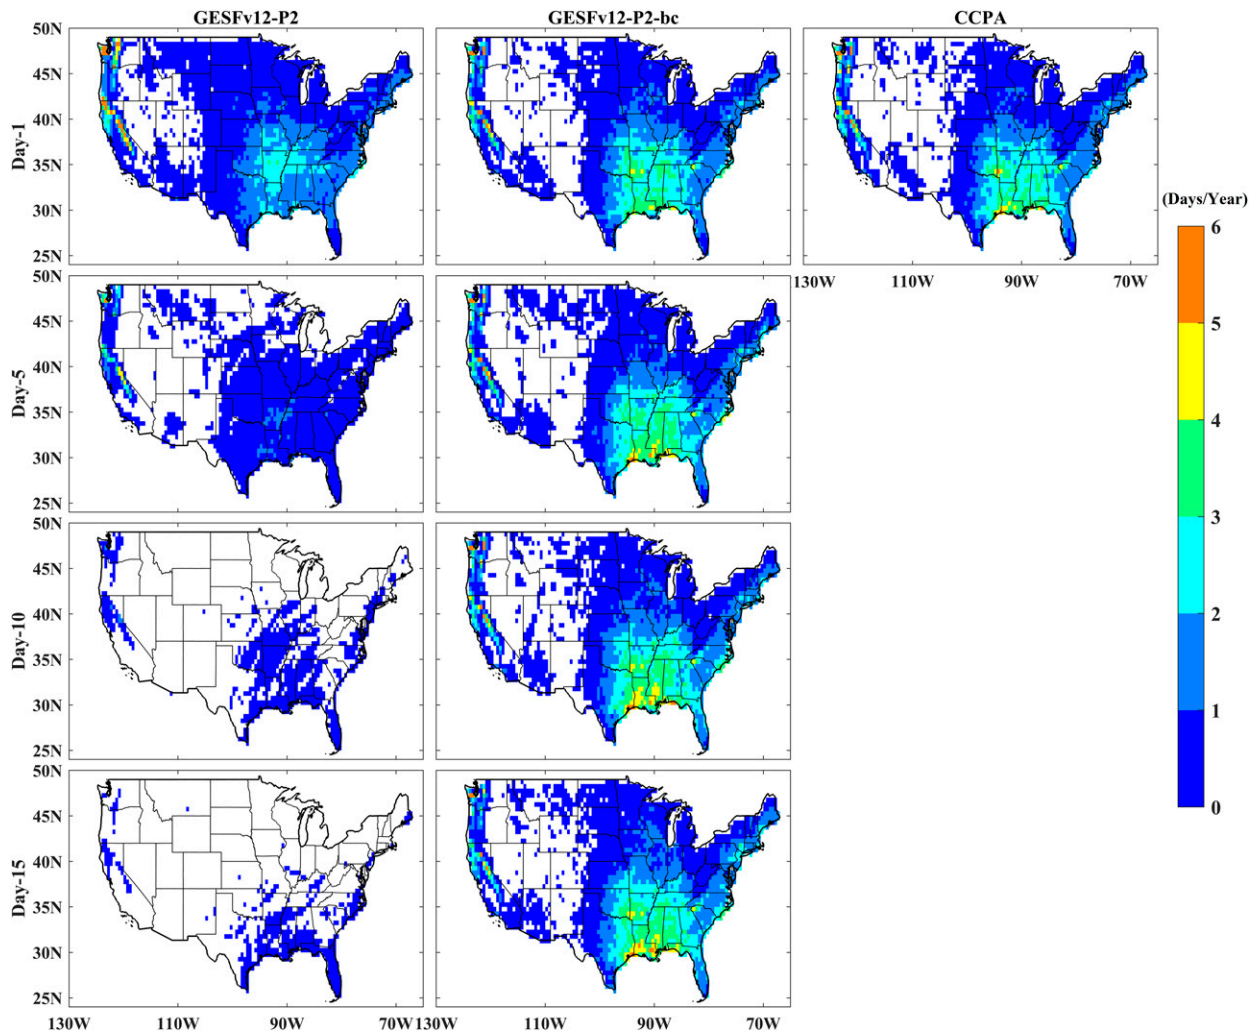 GESFv12-P2 GESFv12-P2-bc CCPA
50N
45N
40N
35N
30N
25N
Day-1
130W 110W 90W 70W
(Days/Year)
6
5
4
3
2
1
0
50N
45N
40N
35N
30N
25N
Day-5
50N
45N
40N
35N
30N
25N
Day-10
50N
45N
40N
35N
30N
25N
Day-15
130W 110W 90W 70W 130W 110W 90W 70W